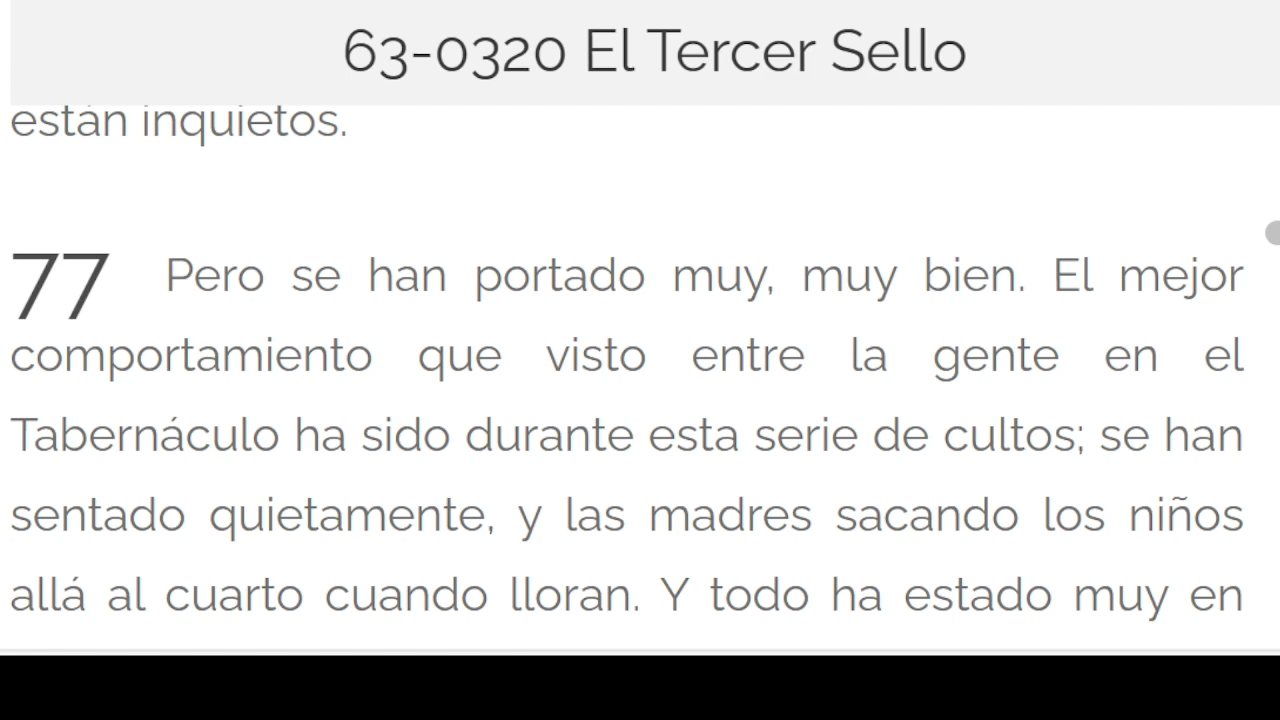 63-0320 El Tercer Sello
están inquietos.
77 Pero se han portado muy, muy bien. El mejor
comportamiento que visto entre la gente en el
Tabernáculo ha sido durante esta serie de cultos; se han
sentado quietamente, y las madres sacando los niños
allá al cuarto cuando lloran. Y todo ha estado muy en